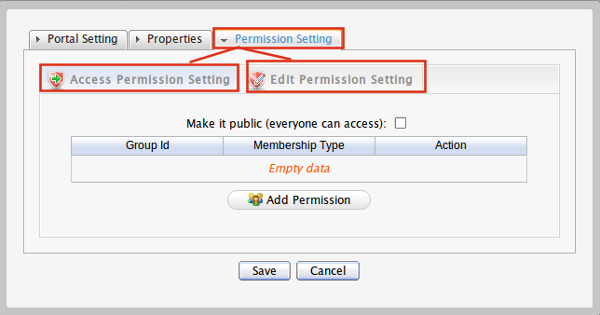 Portal Setting Properties Permission Setting
Access Permission Setting Edit Permission Setting
Make it public (everyone can access):
Group Id Membership Type Action
Empty data
Add Permission
Save Cancel